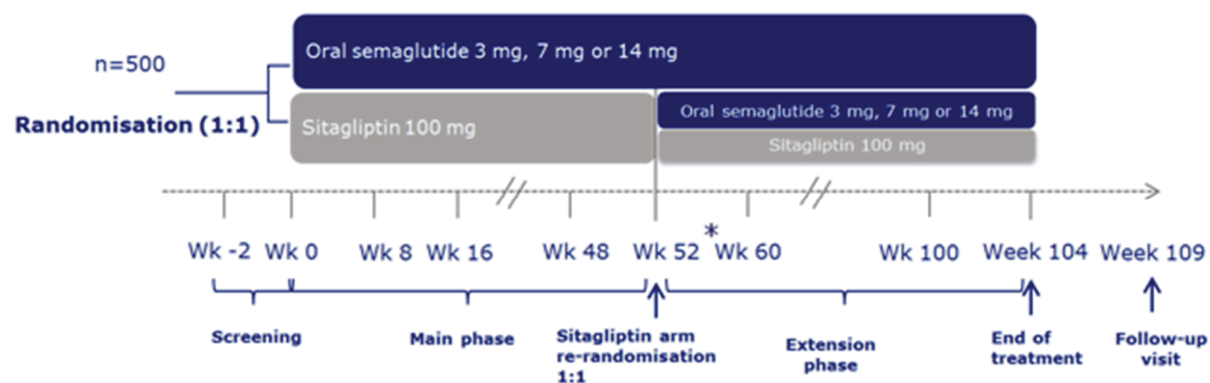 n=500
Randomisation (1:1)
Oral semaglutide 3 mg, 7 mg or 14 mg
Sitagliptin 100 mg
Oral semaglutide 3 mg, 7 mg or 14 mg
Sitagliptin 100 mg
Wk -2
Wk 0
Wk 8
Wk 16
Wk 48
Wk 52
*
Wk 60
Wk 100
Week 104
Week 109
Screening
Main phase
Sitagliptin arm
re-randomisation
1:1
Extension
phase
End of
treatment
Follow-up
visit